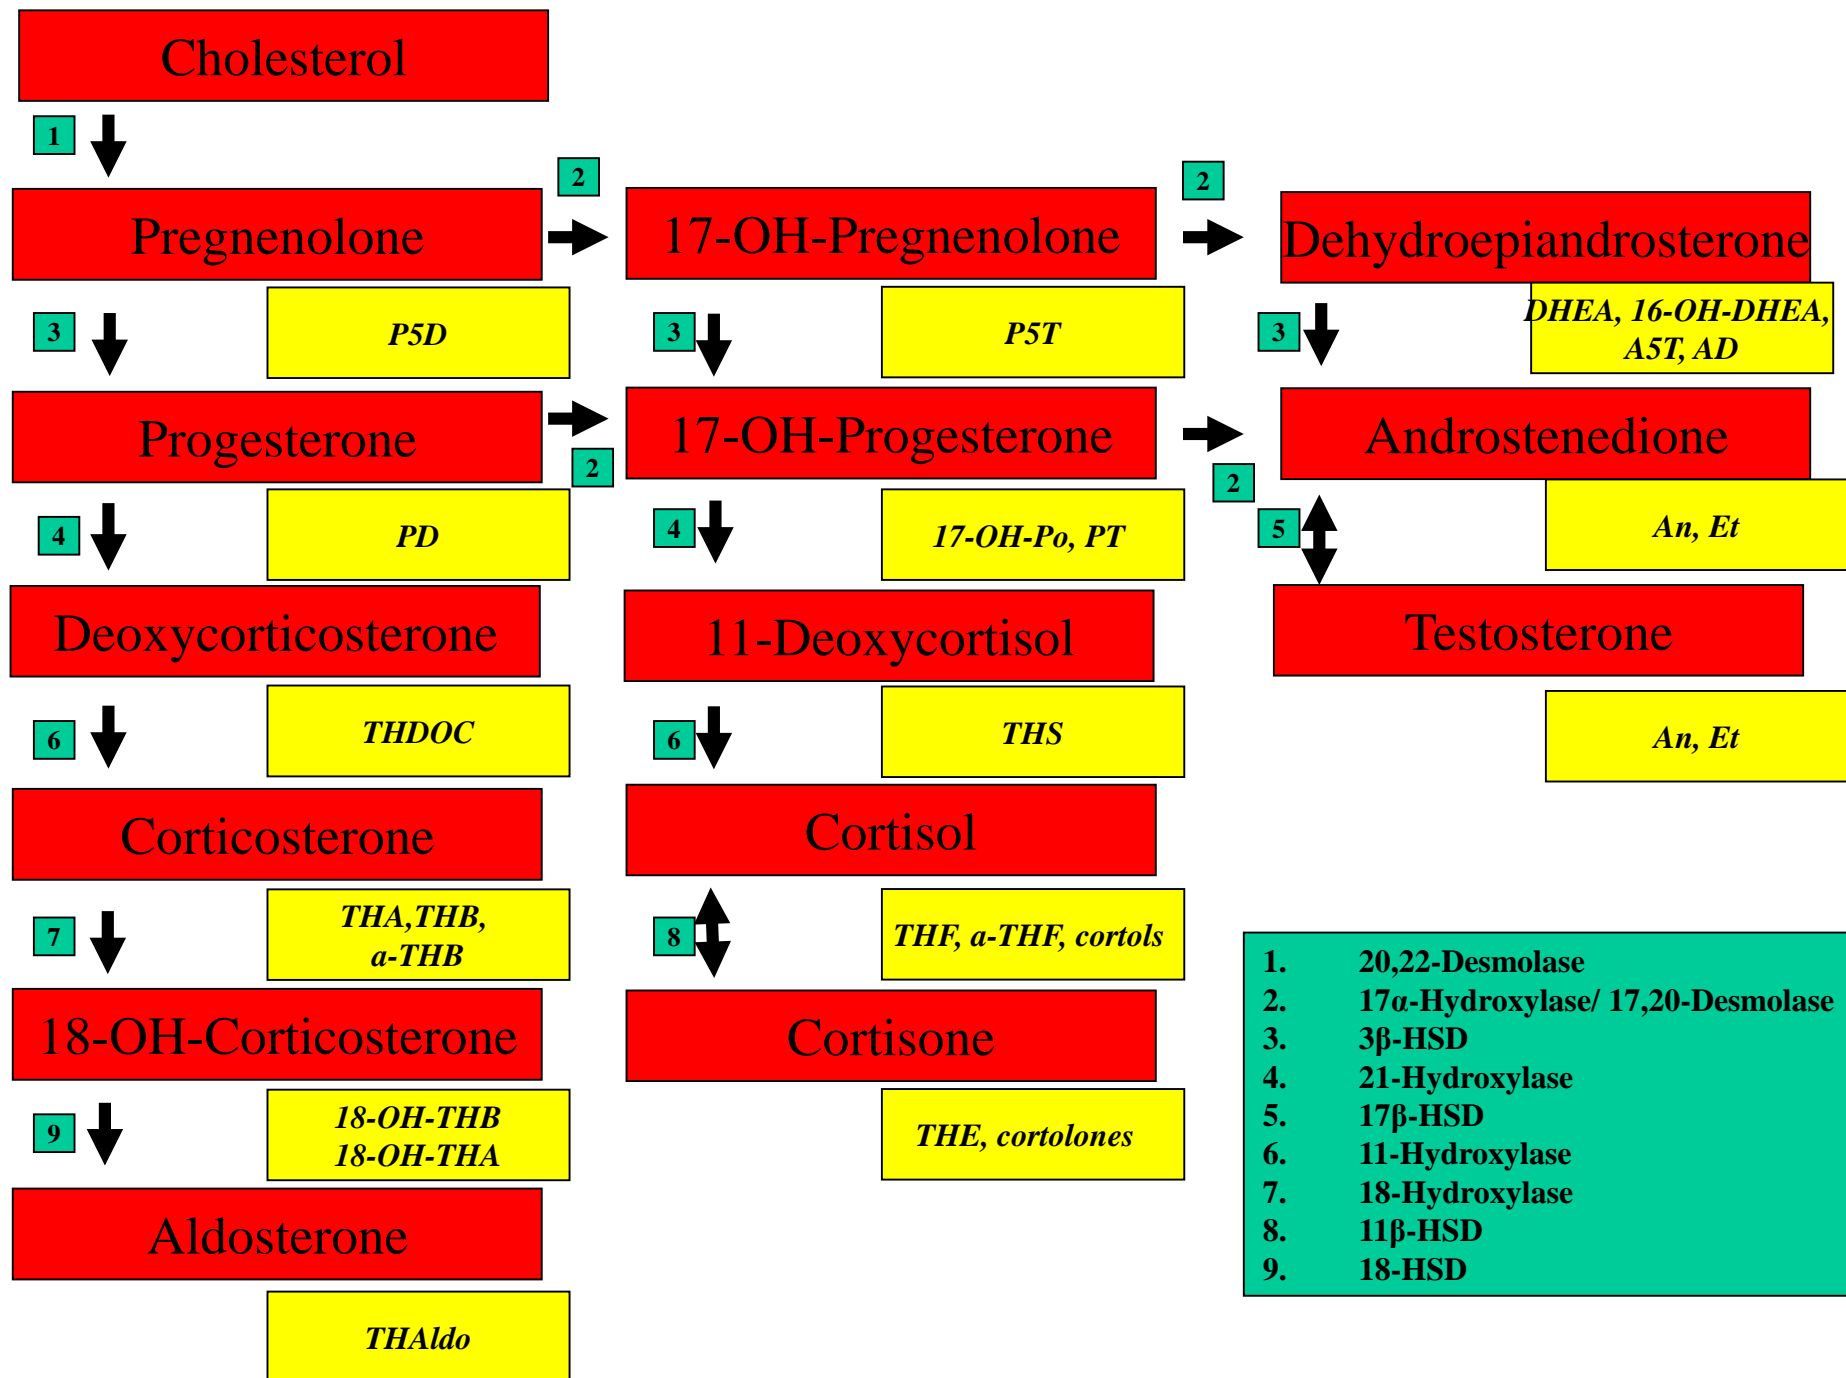 Cholesterol
1
2
2
Pregnenolone
17-OH-Pregnenolone
Dehydroepiandrosterone
3
P5D
3
P5T
3
DHEA, 16-OH-DHEA,
A5T, AD
Progesterone
2
17-OH-Progesterone
2
Androstenedione
4
PD
4
17-OH-Po, PT
5
An, Et
Deoxycorticosterone
11-Deoxycortisol
Testosterone
6
THDOC
6
THS
An, Et
Corticosterone
Cortisol
7
THA,THB,
a-THB
8
THF, a-THF, cortols
18-OH-Corticosterone
Cortisone
9
18-OH-THB
18-OH-THA
THE, cortolones
Aldosterone
THAldo
1. 20,22-Desmolase
2. 17α-Hydroxylase/ 17,20-Desmolase
3. 3β-HSD
4. 21-Hydroxylase
5. 17β-HSD
6. 11-Hydroxylase
7. 18-Hydroxylase
8. 11β-HSD
9. 18-HSD